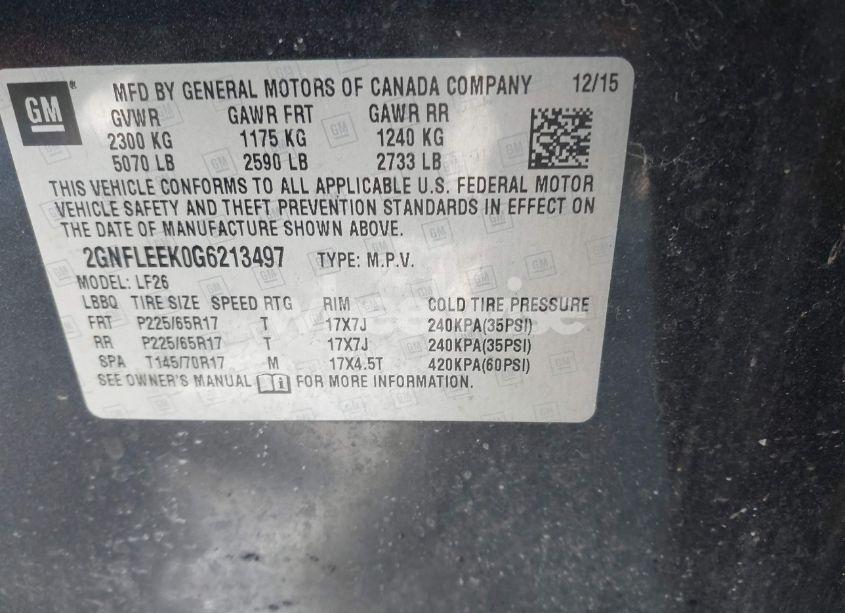 GM
MFD BY GENERAL MOTORS OF CANADA COMPANY 12/15
GVWR GAWR FRT GAWR RR
2300 KG 1175 KG 1240 KG
5070 LB 2590 LB 2733 LB
THIS VEHICLE CONFORMS TO ALL APPLICABLE U.S. FEDERAL MOTOR
VEHICLE SAFETY AND THEFT PREVENTION STANDARDS IN EFFECT ON
THE DATE OF MANUFACTURE SHOWN ABOVE.
2GNFLEEK0G6213497 TYPE: M.P.V.
MODEL: LF26
LBBQ TIRE SIZE SPEED RTG RIM COLD TIRE PRESSURE
FRT P225/65R17 T 17X7J 240KPA(35PSI)
RR P225/65R17 T 17X7J 240KPA(35PSI)
SPA T145/70R17 M 17X4.5T 420KPA(60PSI)
SEE OWNER'S MANUAL i FOR MORE INFORMATION.